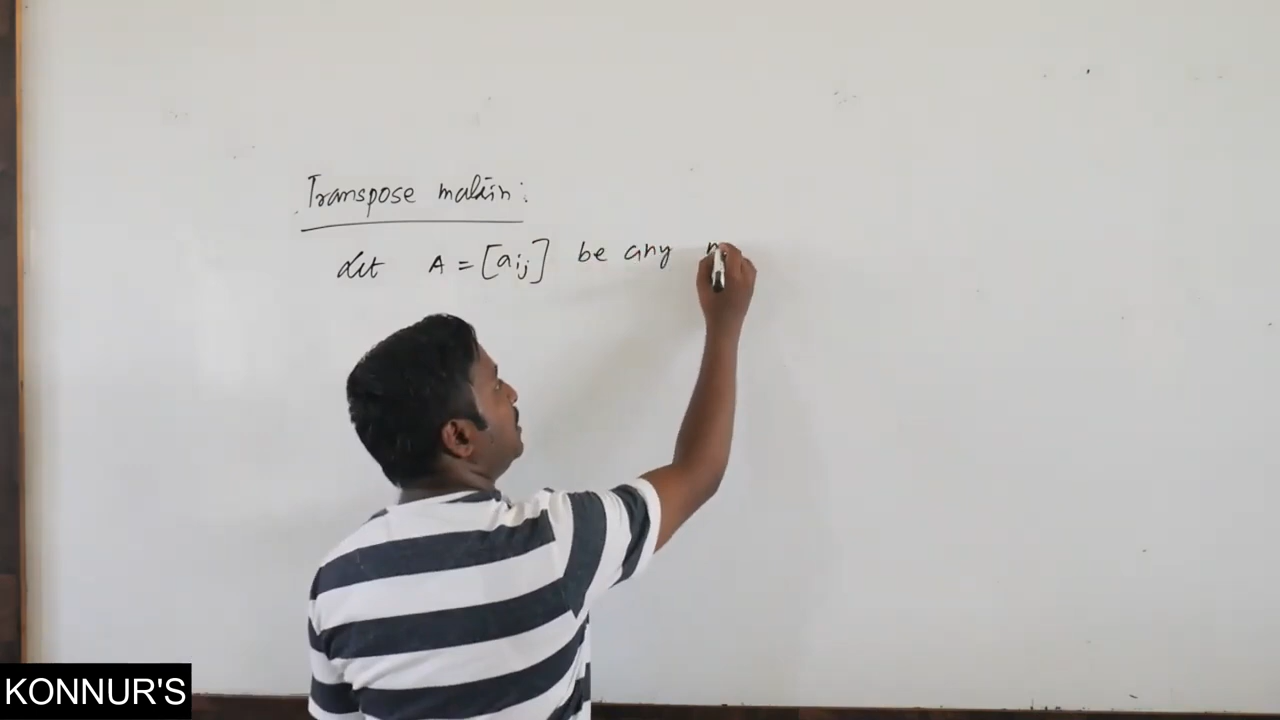 Transpose matrix:
Let A = [aij] be any m
KONNUR'S